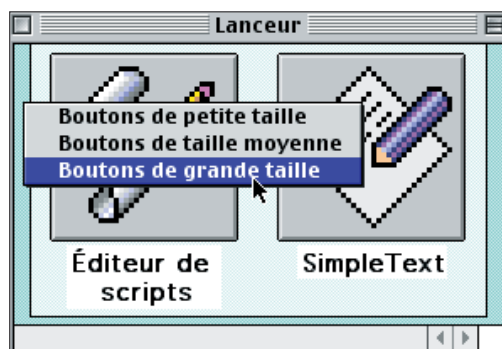 Lanceur
Boutons de petite taille
Boutons de taille moyenne
Boutons de grande taille
Éditeur de
scripts
SimpleText